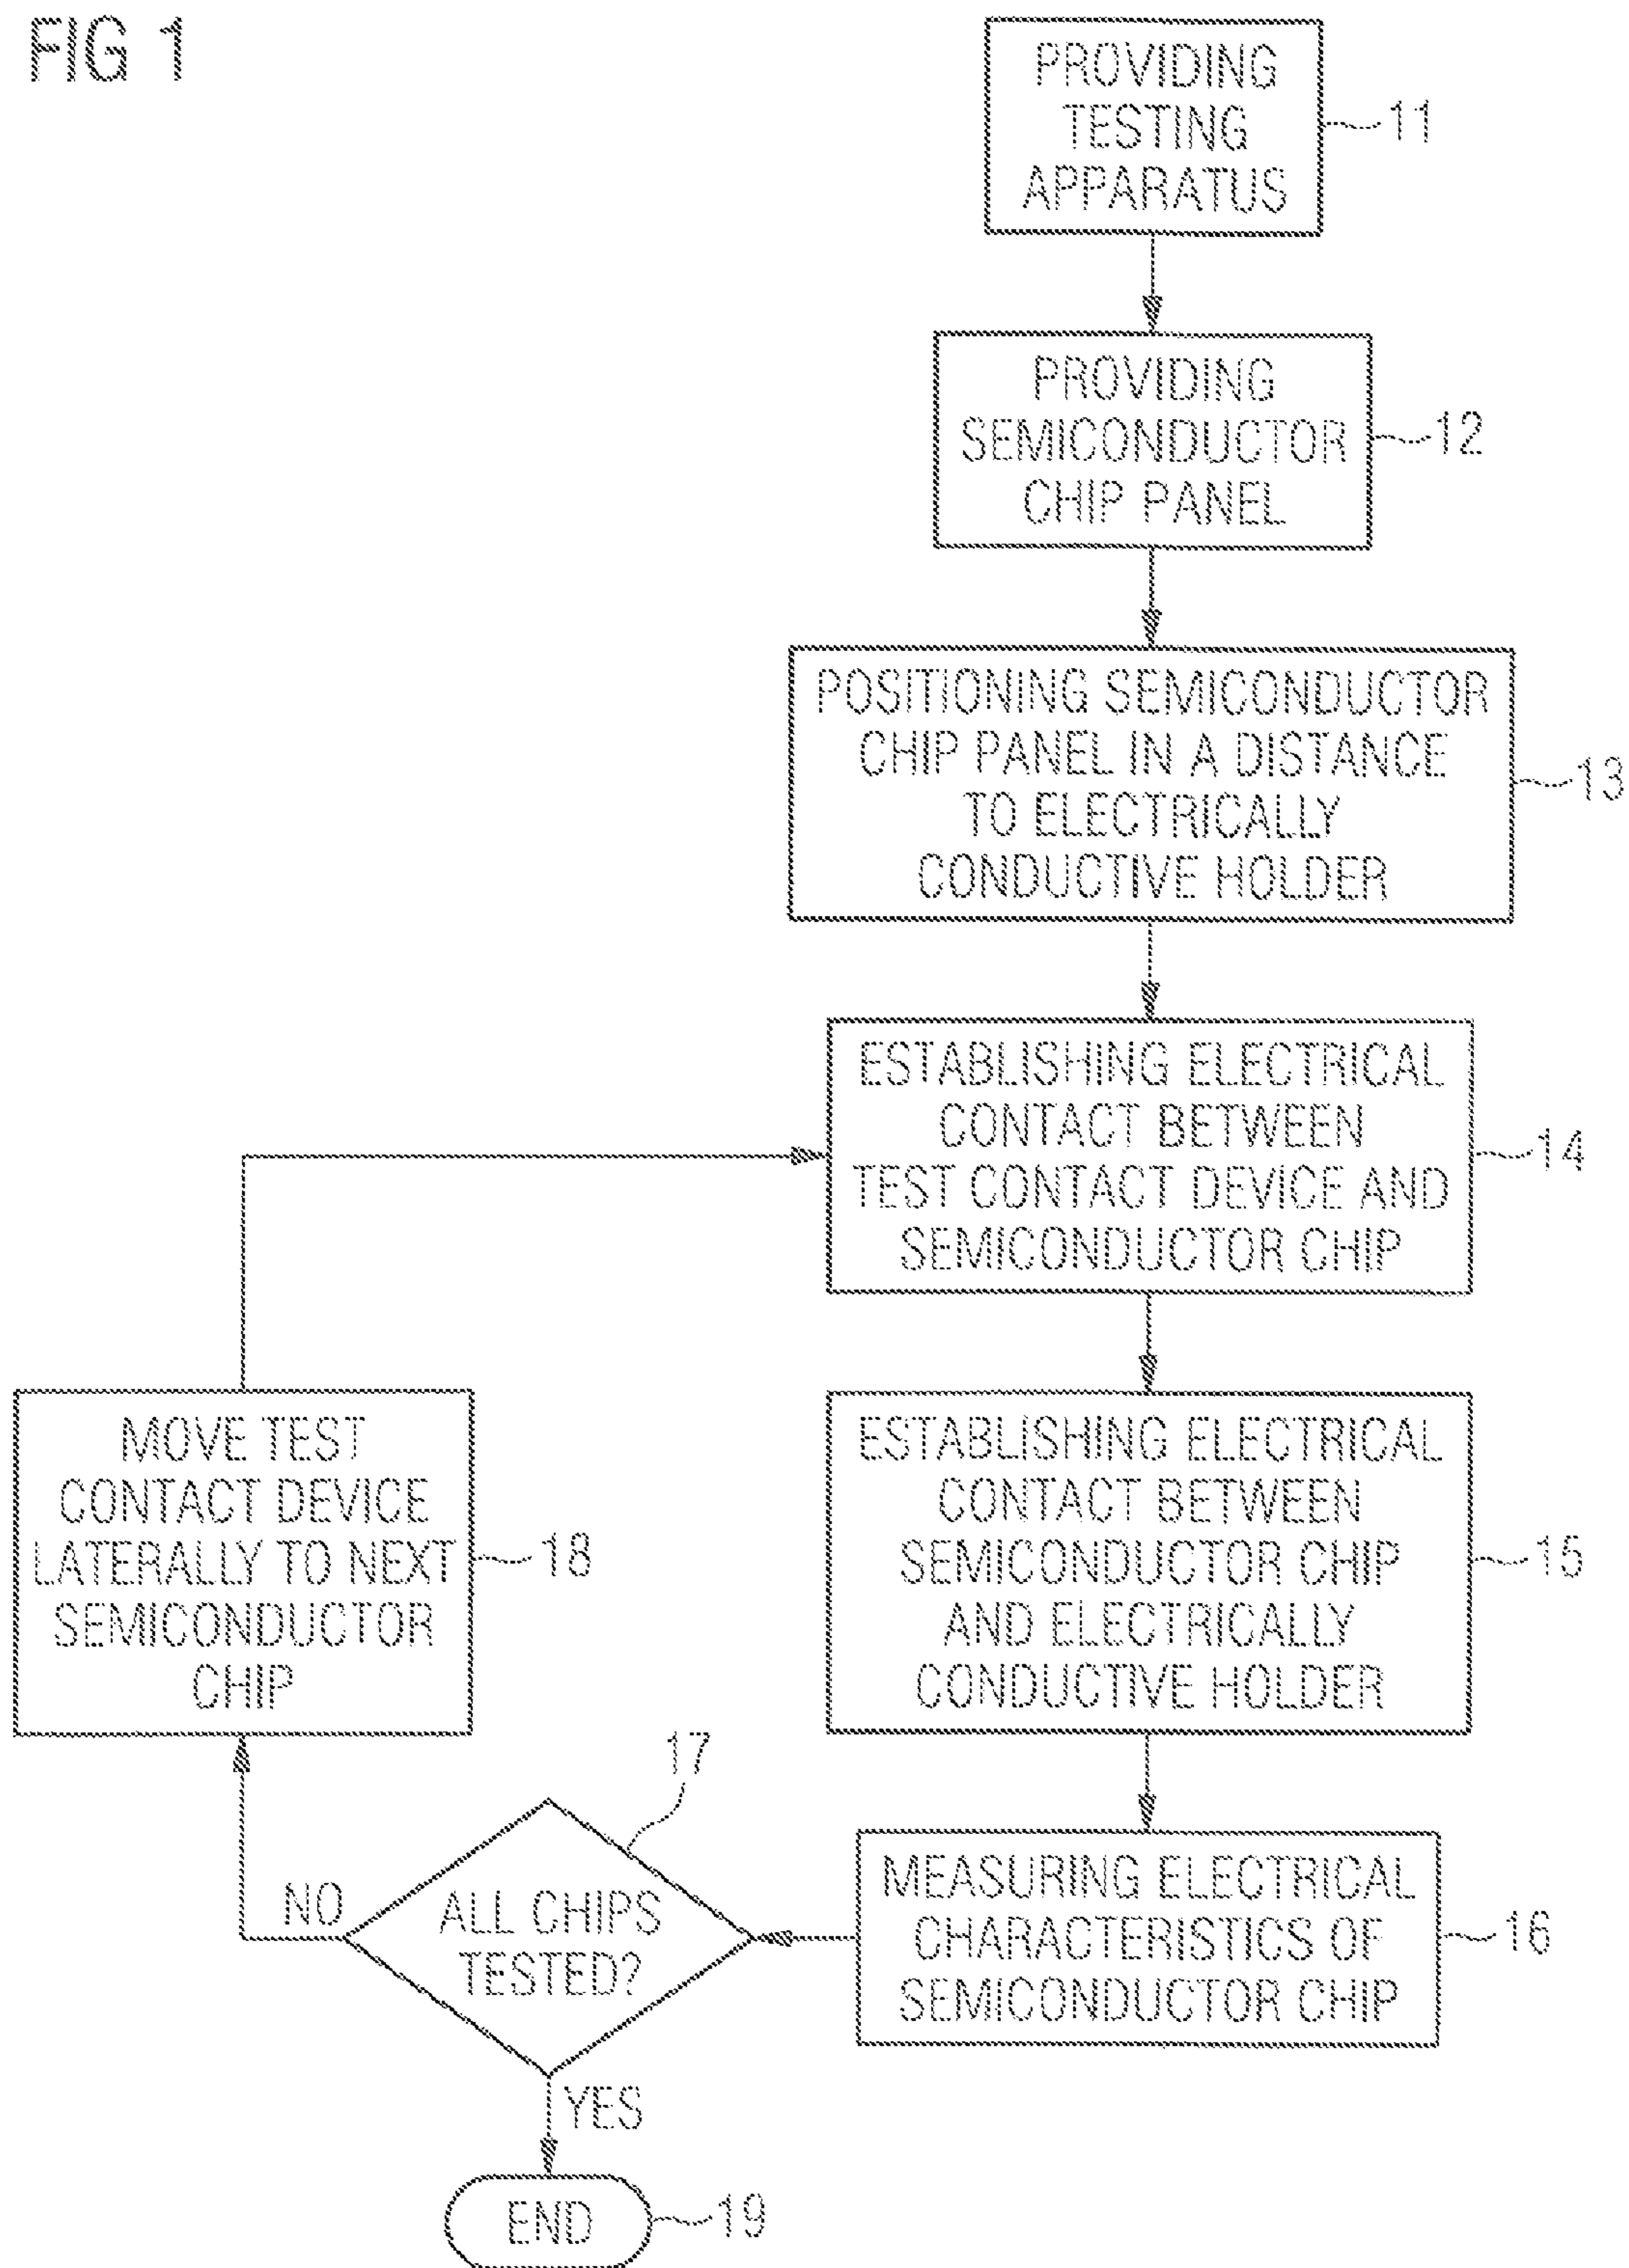 FIG 1
PROVIDING
TESTING
APPARATUS
11
PROVIDING
SEMICONDUCTOR
CHIP PANEL
12
POSITIONING SEMICONDUCTOR
CHIP PANEL IN A DISTANCE
TO ELECTRICALLY
CONDUCTIVE HOLDER
13
ESTABLISHING ELECTRICAL
CONTACT BETWEEN
TEST CONTACT DEVICE AND
SEMICONDUCTOR CHIP
14
ESTABLISHING ELECTRICAL
CONTACT BETWEEN
SEMICONDUCTOR CHIP
AND ELECTRICALLY
CONDUCTIVE HOLDER
15
MEASURING ELECTRICAL
CHARACTERISTICS OF
SEMICONDUCTOR CHIP
16
17
ALL CHIPS
TESTED?
NO
MOVE TEST
CONTACT DEVICE
LATERALLY TO NEXT
SEMICONDUCTOR
CHIP
18
YES
END
19